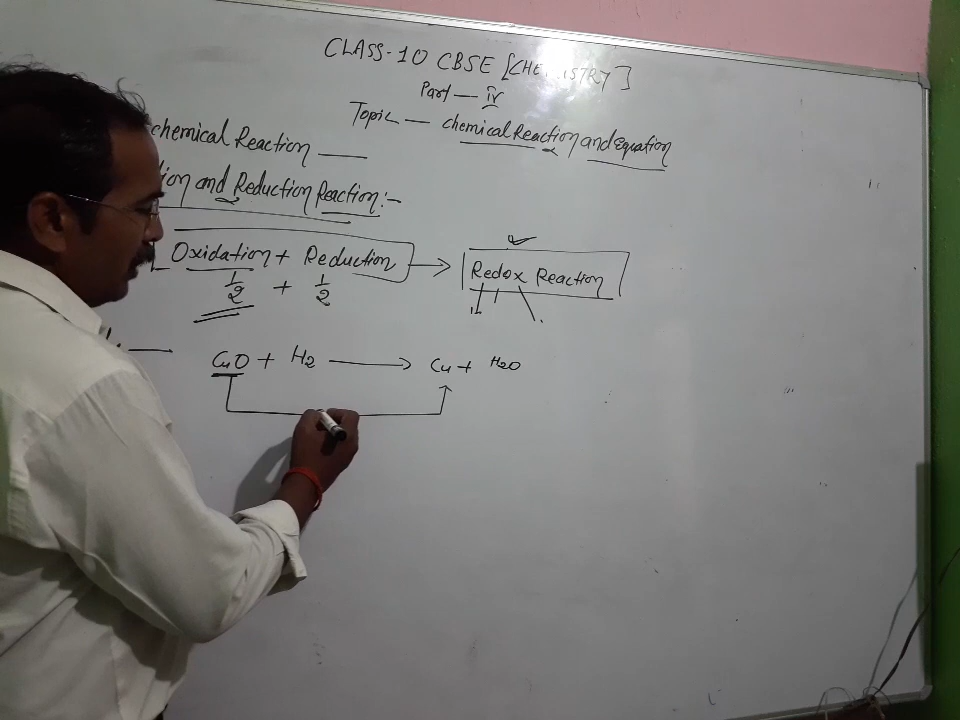 CLASS-10 CBSE [CHEMISTRY]
Part — iv
Topic — chemical Reaction and Equation
chemical Reaction —
tion and Reduction Reaction:-
Oxidation + Reduction → Redox Reaction
1/2 + 1/2
CuO + H2 → Cu + H2O